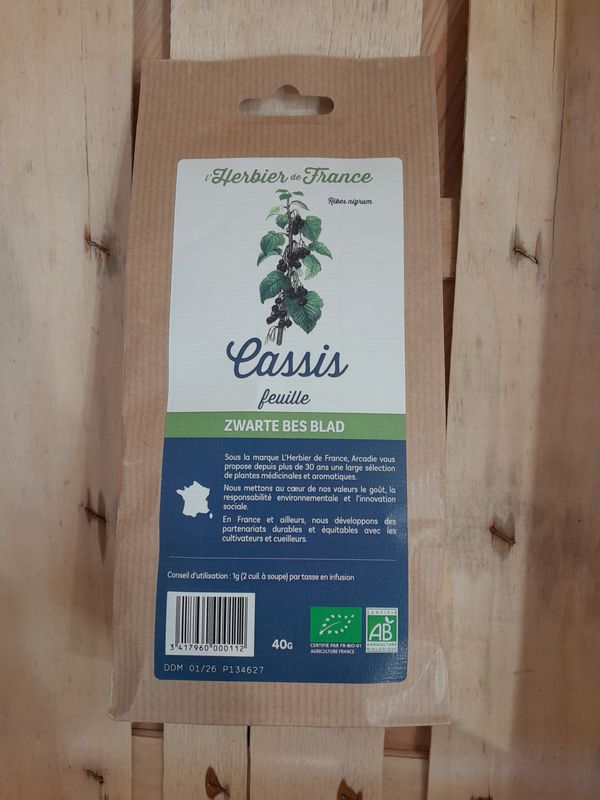 L'Herbier de France
Ribes nigrum
Cassis
feuille
ZWARTE BES BLAD
Sous la marque L'Herbier de France, Arcadie vous
propose depuis plus de 30 ans une large sélection
de plantes médicinales et aromatiques.
Nous mettons au cœur de nos valeurs le goût, la
responsabilité environnementale et l'innovation
sociale.
En France et ailleurs, nous développons des
partenariats durables et équitables avec les
cultivateurs et cueilleurs.
Conseil d'utilisation : 1g (2 cuil. à soupe) par tasse en infusion
3 417960 000112
40G
CERTIFIÉ PAR FR-BIO-01
AGRICULTURE FRANCE
CERTIFIÉ
AB
AGRICULTURE
BIOLOGIQUE
DDM 01/26 P134627